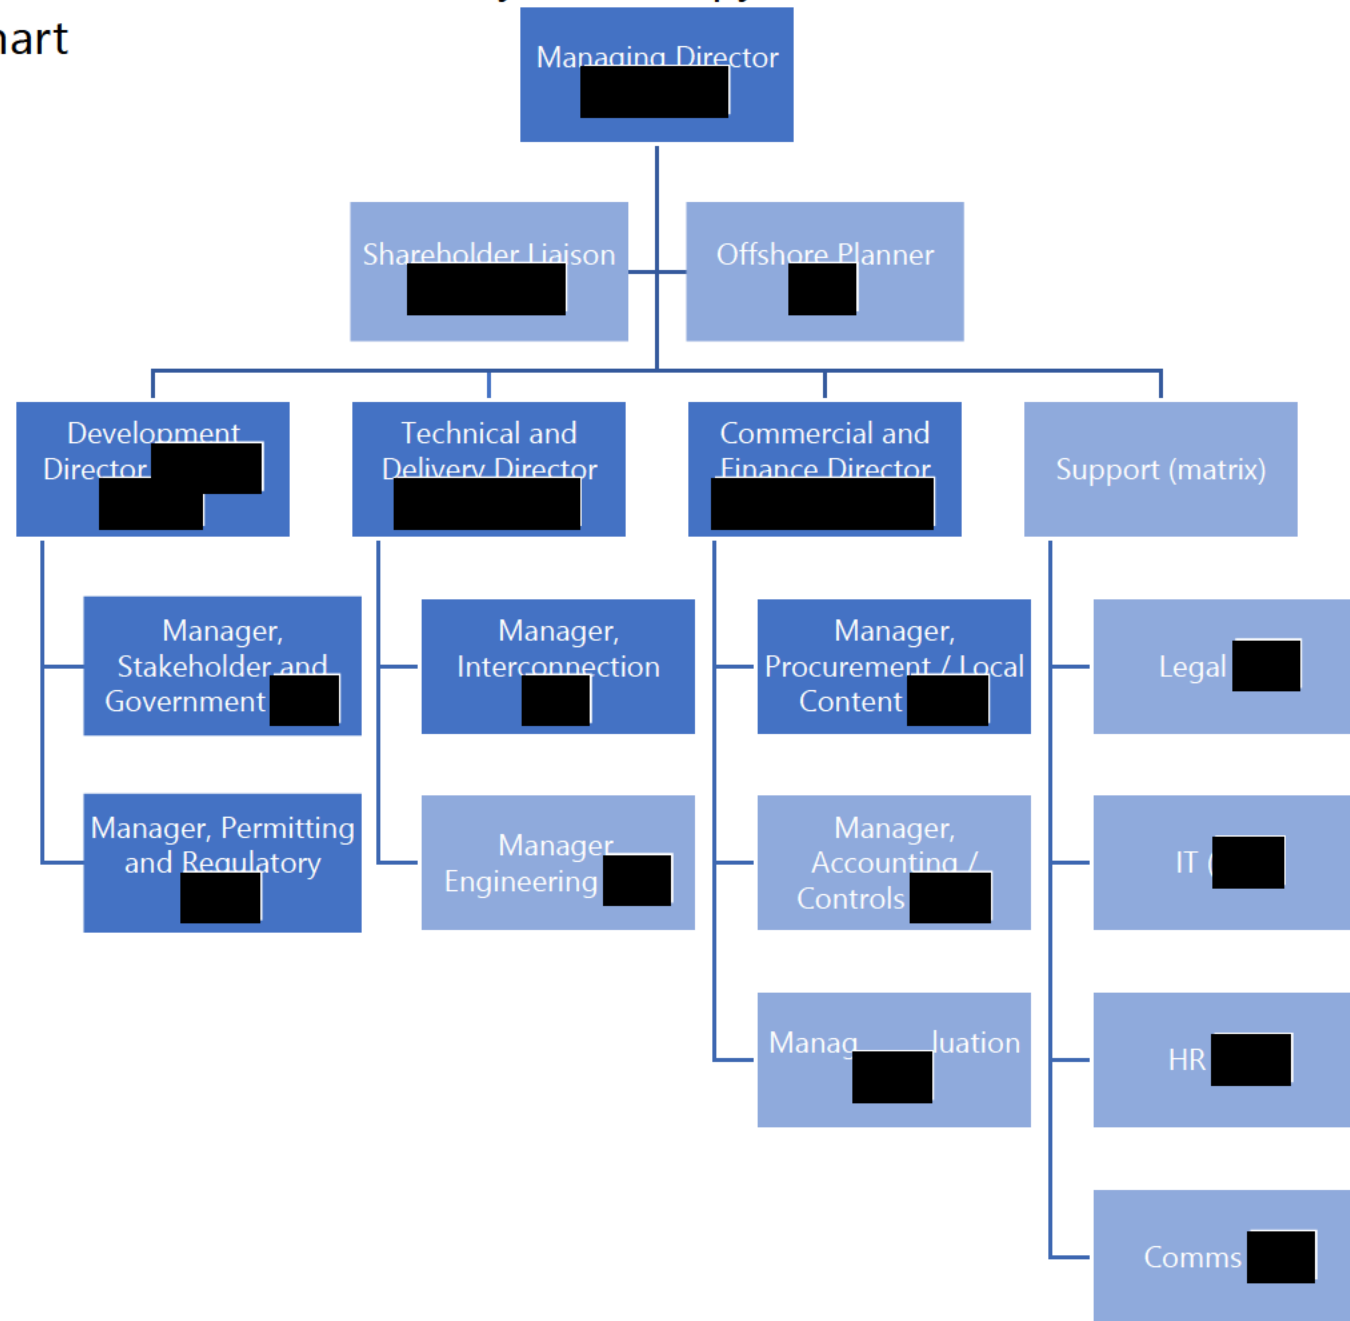 hart
Managing Director
Shareholder Liaison
Offshore Planner
Development
Director
Technical and
Delivery Director
Commercial and
Finance Director
Support (matrix)
Manager,
Stakeholder and
Government
Manager,
Interconnection
Manager,
Procurement / Local
Content
Legal
Manager, Permitting
and Regulatory
Manager
Engineering
Manager,
Accounting /
Controls
IT (
Manag luation
HR
Comms